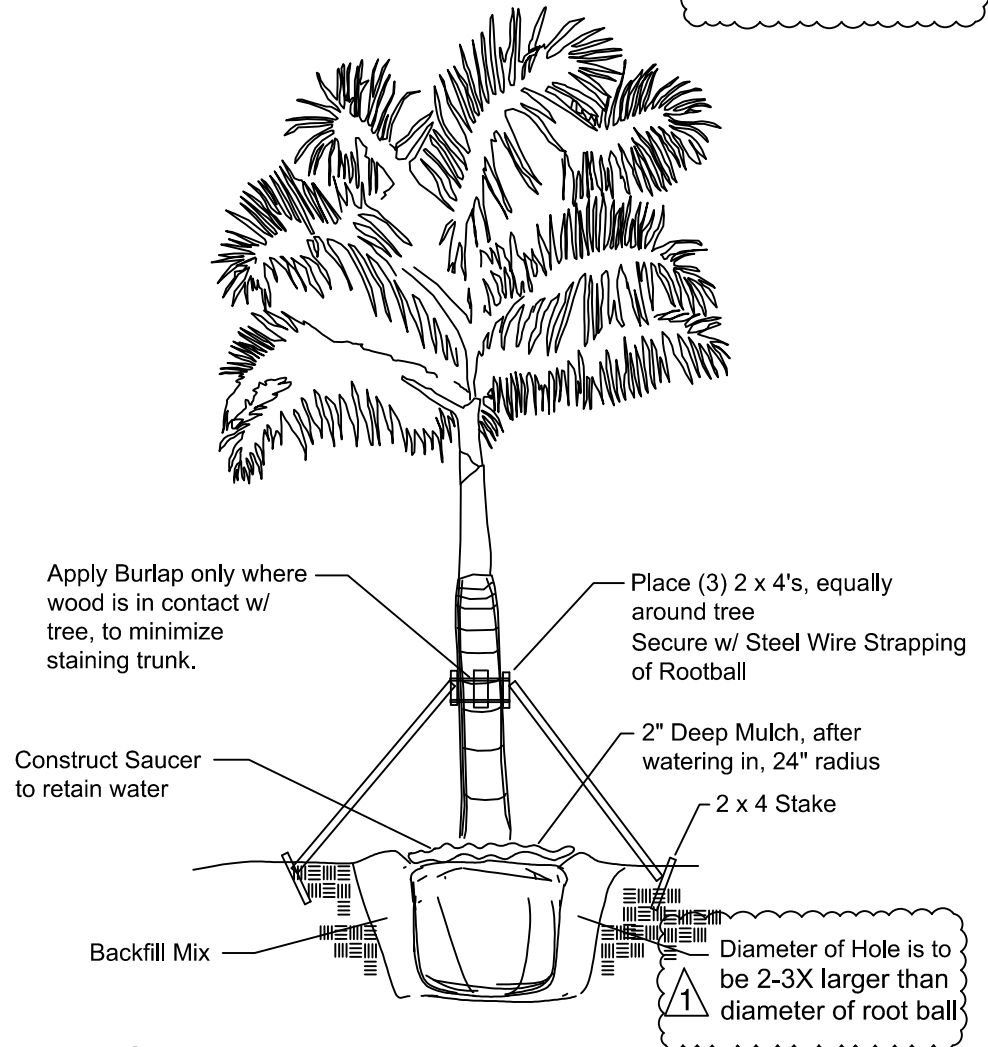 Apply Burlap only where
wood is in contact w/
tree, to minimize
staining trunk.
Place (3) 2 x 4's, equally
around tree
Secure w/ Steel Wire Strapping
of Rootball
Construct Saucer
to retain water
2" Deep Mulch, after
watering in, 24" radius
2 x 4 Stake
Backfill Mix
Diameter of Hole is to
be 2-3X larger than
diameter of root ball
1